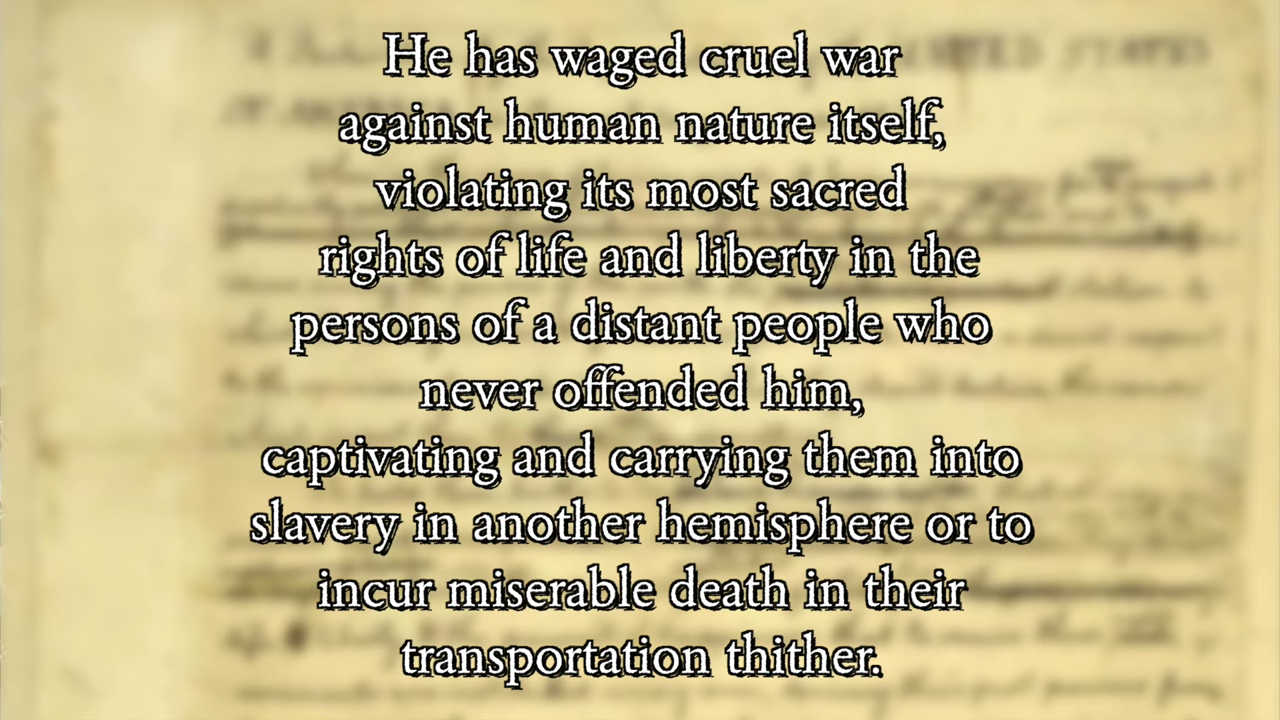 He has waged cruel war
against human nature itself,
violating its most sacred
rights of life and liberty in the
persons of a distant people who
never offended him,
captivating and carrying them into
slavery in another hemisphere or to
incur miserable death in their
transportation thither.